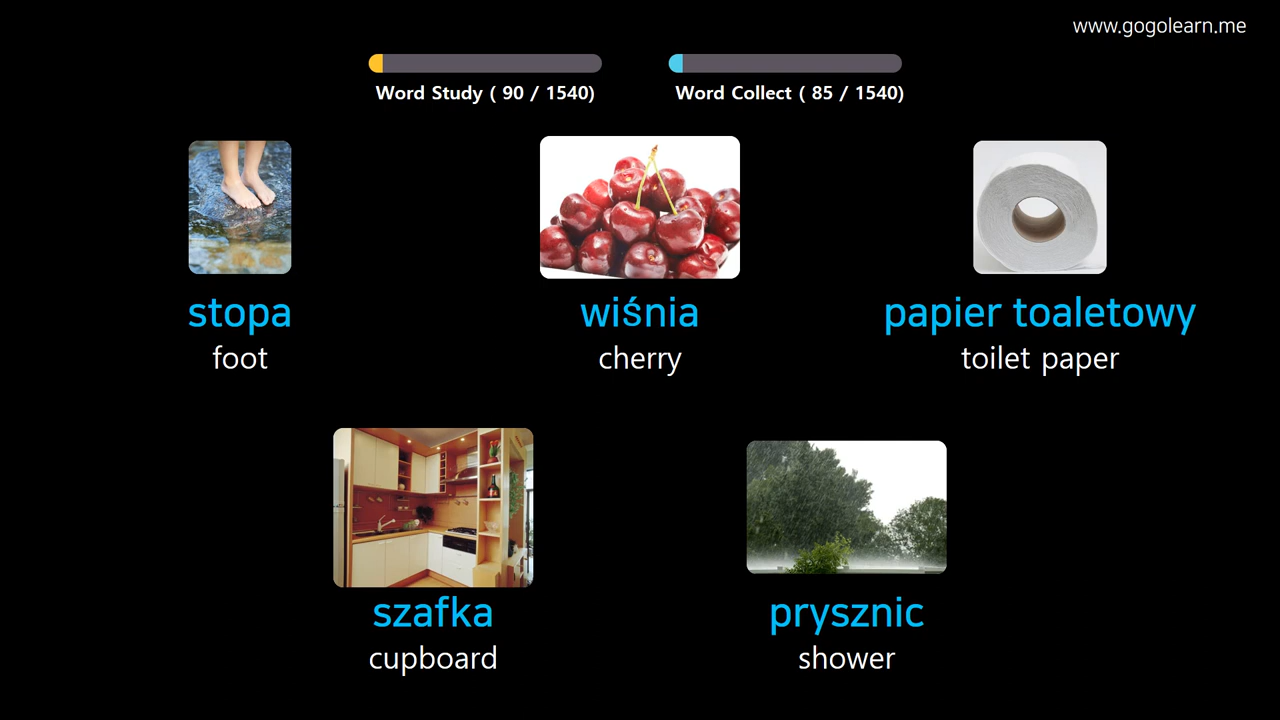 www.gogolearn.me
Word Study ( 90 / 1540)
Word Collect ( 85 / 1540)
stopa
foot
wiśnia
cherry
papier toaletowy
toilet paper
szafka
cupboard
prysznic
shower